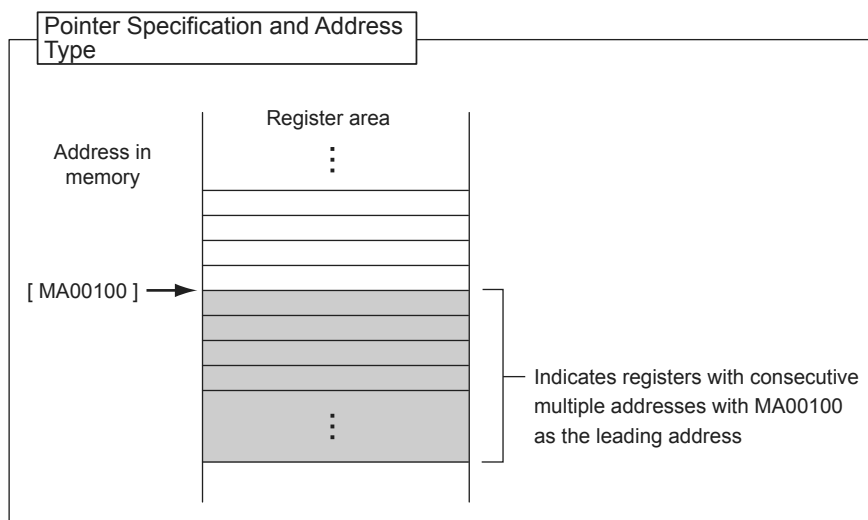 Pointer Specification and Address
Type
Register area
⋮
Address in
memory
[ MA00100 ]
Indicates registers with consecutive
multiple addresses with MA00100
as the leading address
⋮